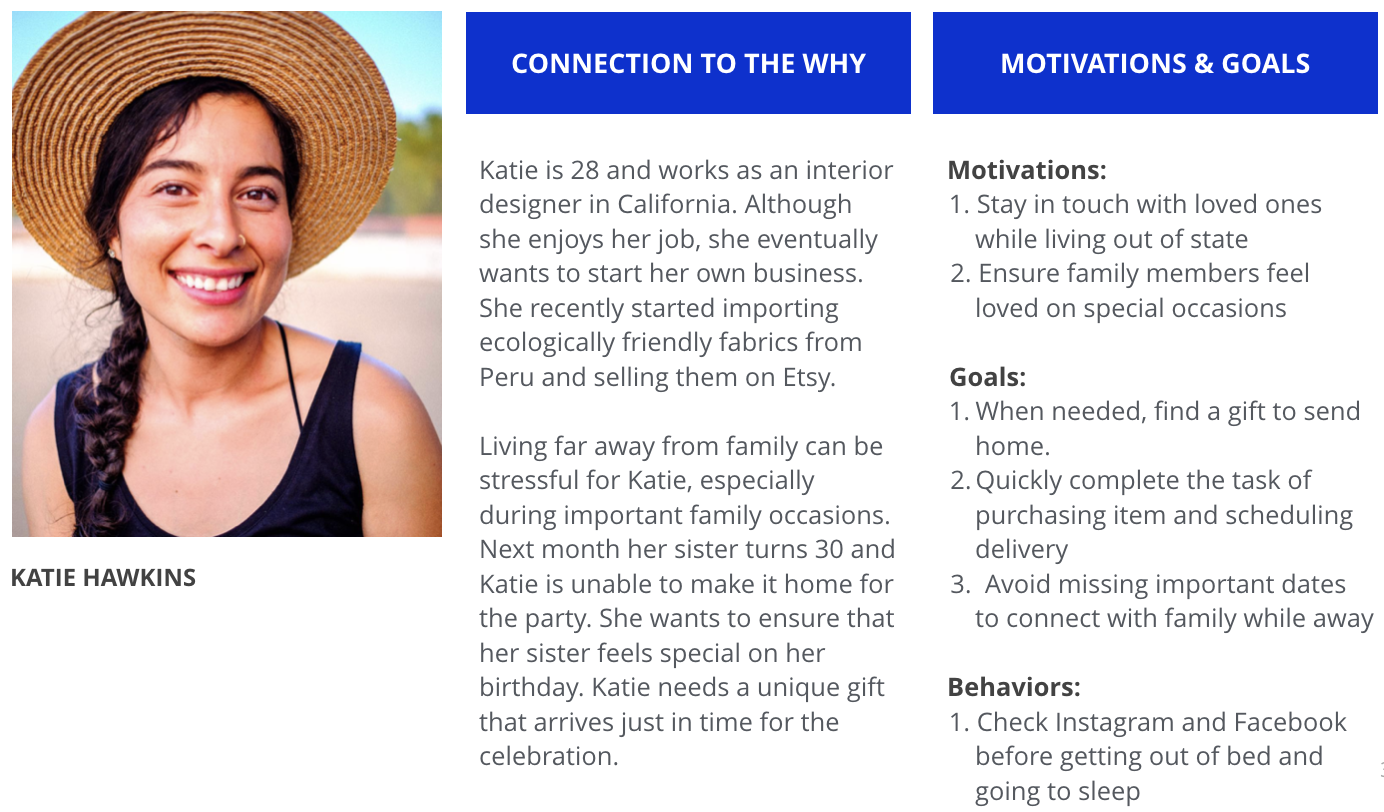 CONNECTION TO THE WHY
MOTIVATIONS & GOALS
KATIE HAWKINS
Katie is 28 and works as an interior
designer in California. Although
she enjoys her job, she eventually
wants to start her own business.
She recently started importing
ecologically friendly fabrics from
Peru and selling them on Etsy.
Living far away from family can be
stressful for Katie, especially
during important family occasions.
Next month her sister turns 30 and
Katie is unable to make it home for
the party. She wants to ensure that
her sister feels special on her
birthday. Katie needs a unique gift
that arrives just in time for the
celebration.
Motivations:
1. Stay in touch with loved ones
while living out of state
2. Ensure family members feel
loved on special occasions
Goals:
1. When needed, find a gift to send
home.
2. Quickly complete the task of
purchasing item and scheduling
delivery
3. Avoid missing important dates
to connect with family while away
Behaviors:
1. Check Instagram and Facebook
before getting out of bed and
going to sleep